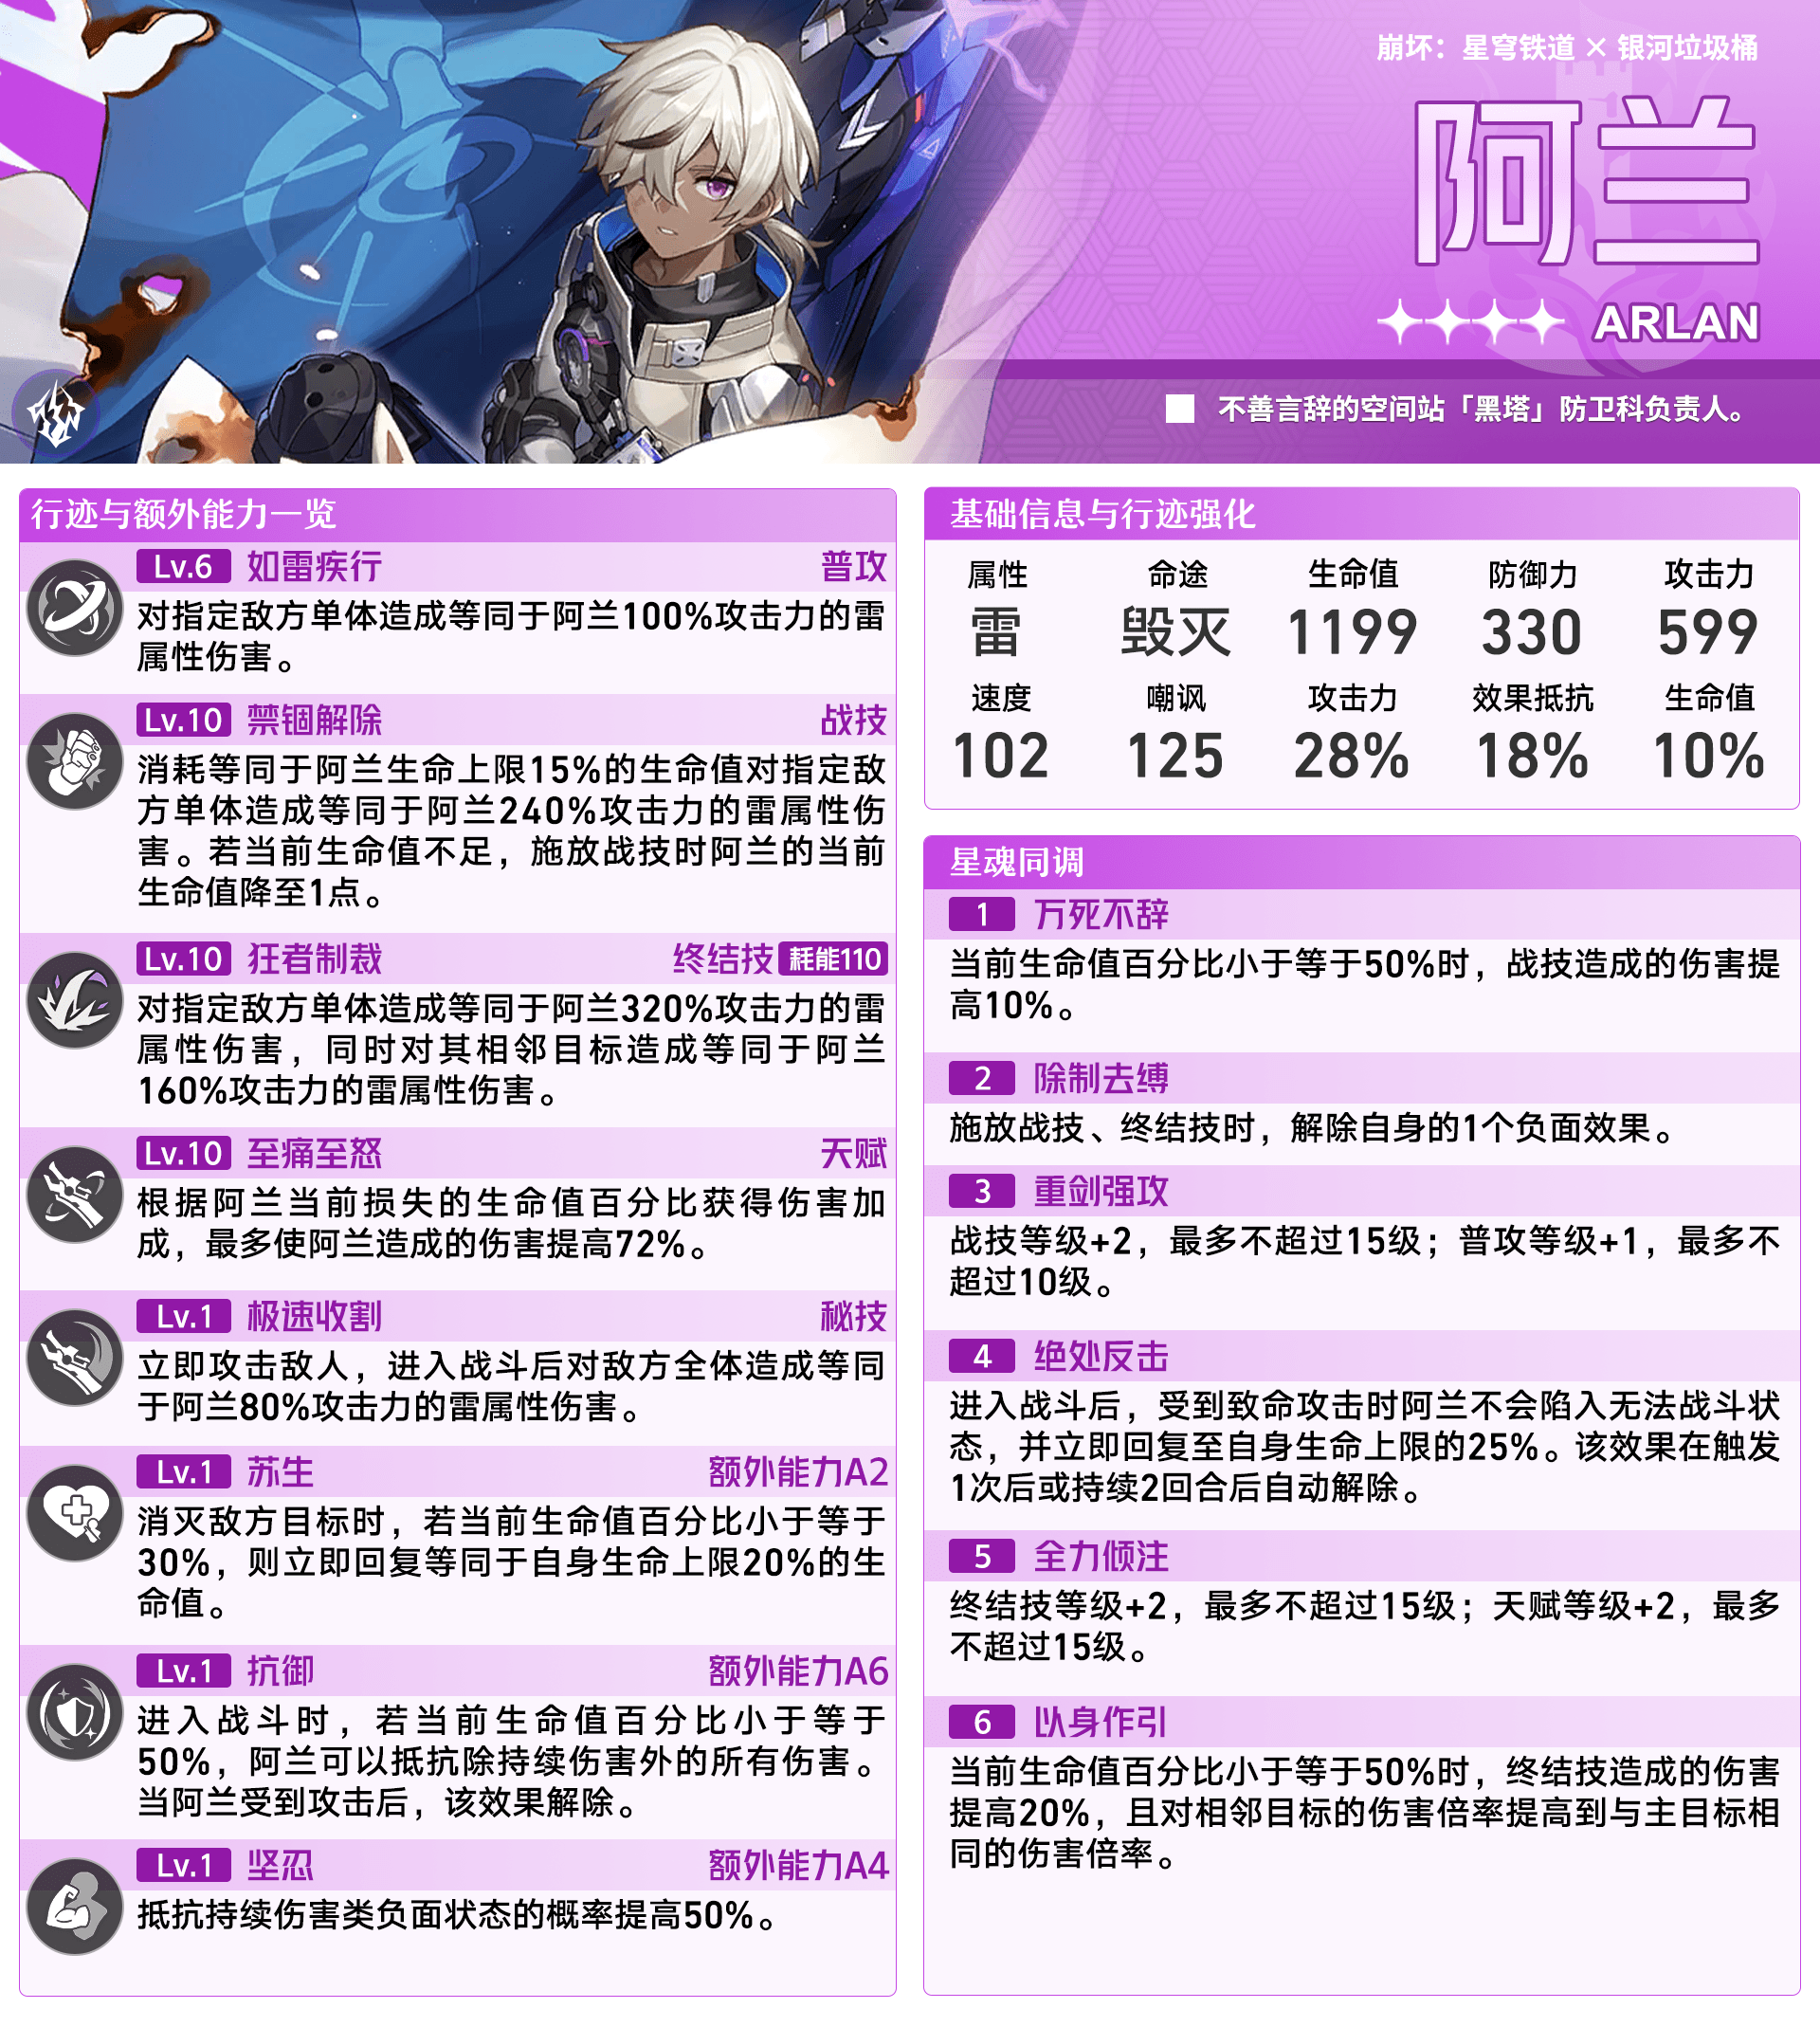 崩坏：星穹铁道 × 银河垃圾桶
阿兰
ARLAN
不善言辞的空间站「黑塔」防卫科负责人。
行迹与额外能力一览
Lv.6 如雷疾行 普攻
对指定敌方单体造成等同于阿兰100%攻击力的雷
属性伤害。
Lv.10 禁锢解除 战技
消耗等同于阿兰生命上限15%的生命值对指定敌
方单体造成等同于阿兰240%攻击力的雷属性伤
害。若当前生命值不足，施放战技时阿兰的当前
生命值降至1点。
Lv.10 狂者制裁 终结技 耗能110
对指定敌方单体造成等同于阿兰320%攻击力的雷
属性伤害，同时对其相邻目标造成等同于阿兰
160%攻击力的雷属性伤害。
Lv.10 至痛至怒 天赋
根据阿兰当前损失的生命值百分比获得伤害加
成，最多使阿兰造成的伤害提高72%。
Lv.1 极速收割 秘技
立即攻击敌人，进入战斗后对敌方全体造成等同
于阿兰80%攻击力的雷属性伤害。
Lv.1 苏生 额外能力A2
消灭敌方目标时，若当前生命值百分比小于等于
30%，则立即回复等同于自身生命上限20%的生
命值。
Lv.1 抗御 额外能力A6
进入战斗时，若当前生命值百分比小于等于
50%，阿兰可以抵抗除持续伤害外的所有伤害。
当阿兰受到攻击后，该效果解除。
Lv.1 坚忍 额外能力A4
抵抗持续伤害类负面状态的概率提高50%。
基础信息与行迹强化
属性 命途 生命值 防御力 攻击力
雷 毁灭 1199 330 599
速度 嘲讽 攻击力 效果抵抗 生命值
102 125 28% 18% 10%
星魂同调
1 万死不辞
当前生命值百分比小于等于50%时，战技造成的伤害提
高10%。
2 除制去缚
施放战技、终结技时，解除自身的1个负面效果。
3 重剑强攻
战技等级+2，最多不超过15级；普攻等级+1，最多不
超过10级。
4 绝处反击
进入战斗后，受到致命攻击时阿兰不会陷入无法战斗状
态，并立即回复至自身生命上限的25%。该效果在触发
1次后或持续2回合后自动解除。
5 全力倾注
终结技等级+2，最多不超过15级；天赋等级+2，最多
不超过15级。
6 以身作引
当前生命值百分比小于等于50%时，终结技造成的伤害
提高20%，且对相邻目标的伤害倍率提高到与主目标相
同的伤害倍率。